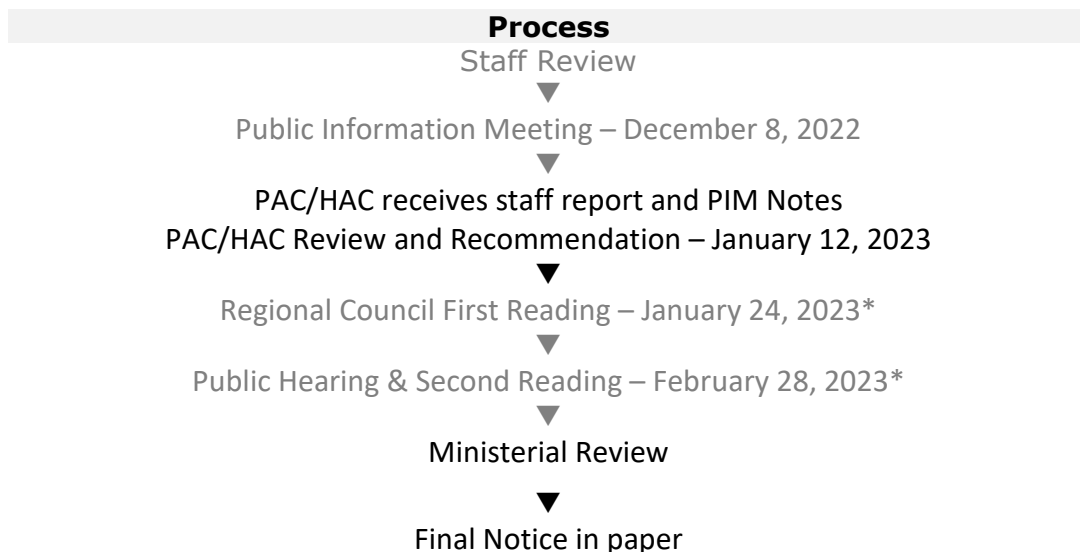 Process
Staff Review
Public Information Meeting – December 8, 2022
PAC/HAC receives staff report and PIM Notes
PAC/HAC Review and Recommendation – January 12, 2023
Regional Council First Reading – January 24, 2023*
Public Hearing & Second Reading – February 28, 2023*
Ministerial Review
Final Notice in paper